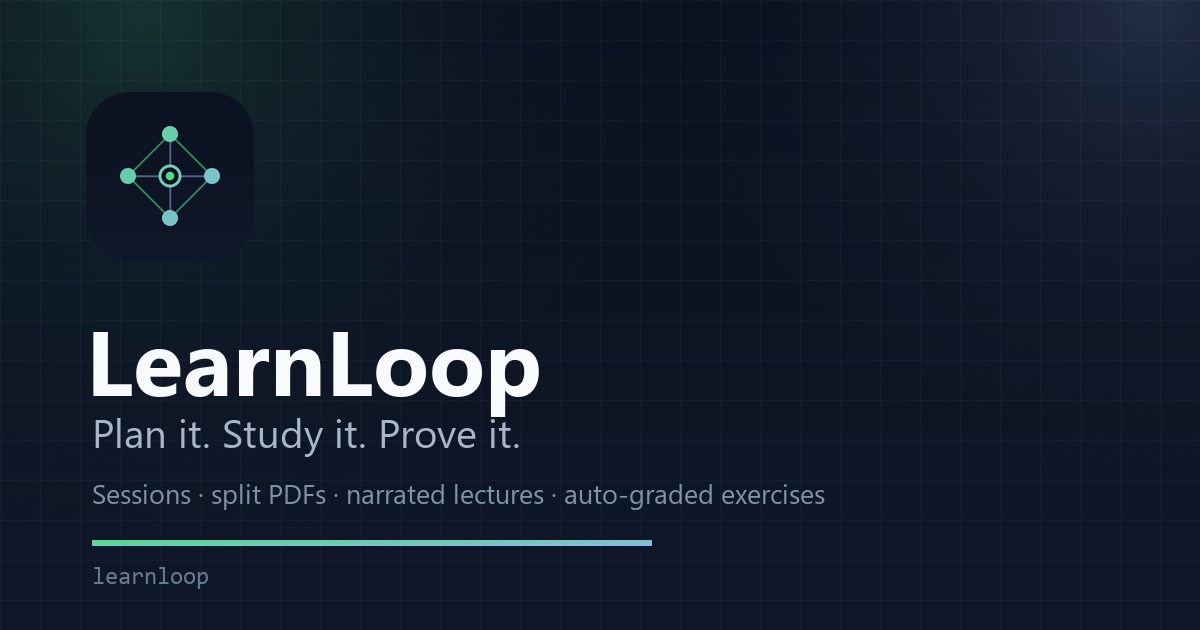 LearnLoop
Plan it. Study it. Prove it.
Sessions · split PDFs · narrated lectures · auto-graded exercises
learnloop